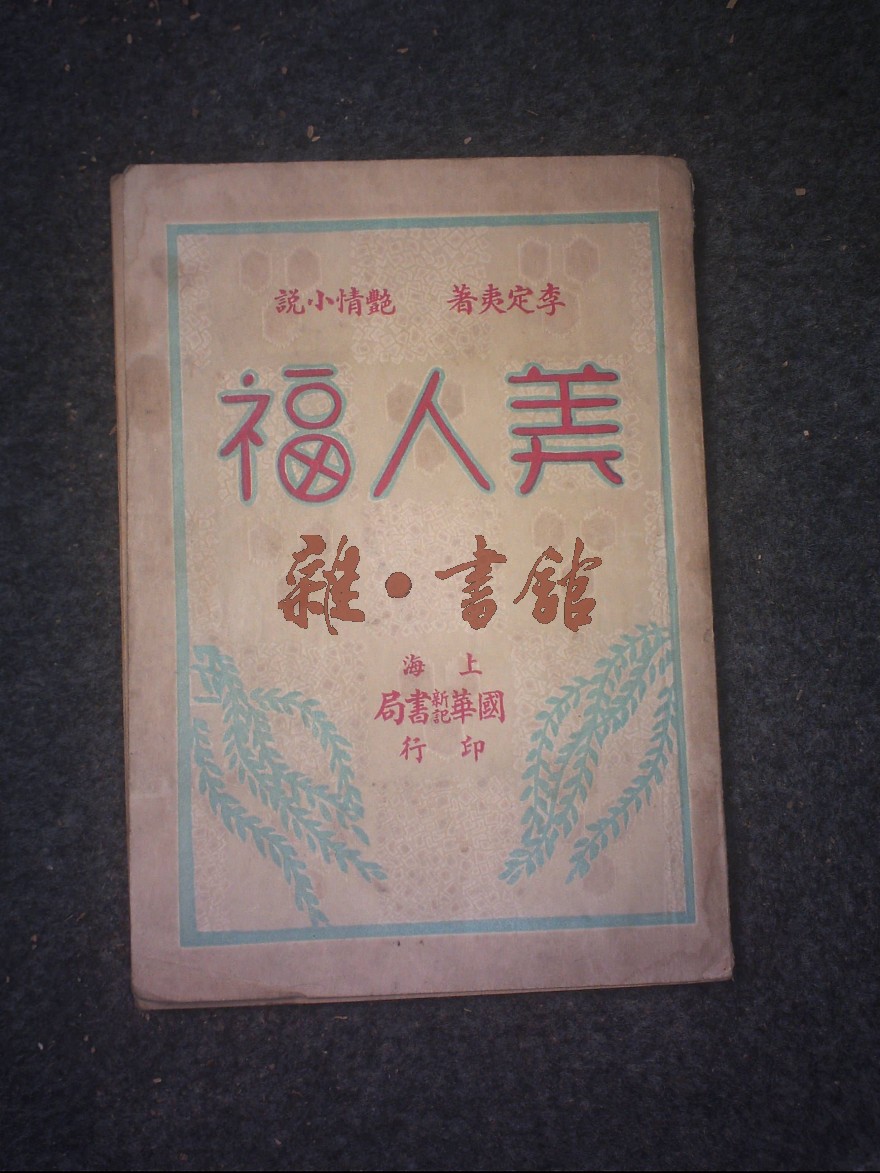 李定夷著 艷情小説
美人福
雜·書館
上海
國華新記書局
印行